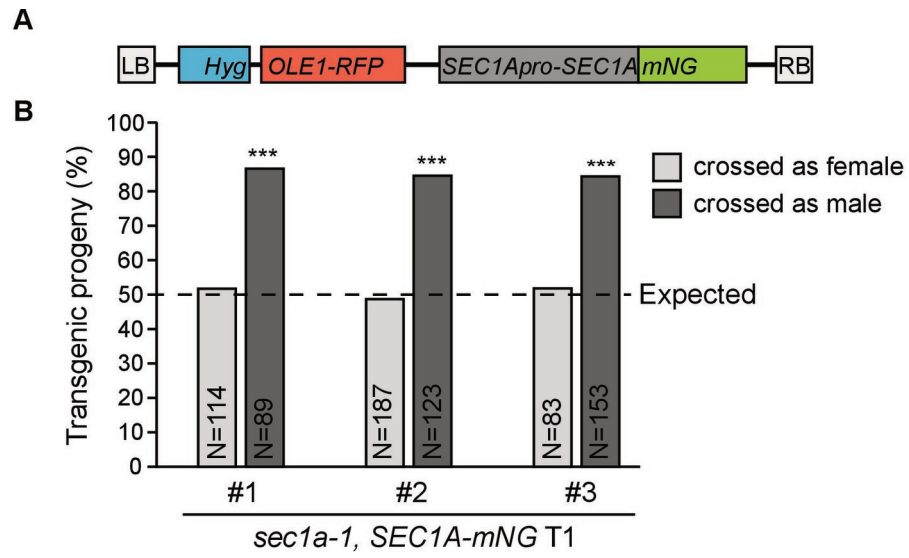 A
LB Hyg OLE1-RFP SEC1Apro-SEC1A mNG RB
B
Transgenic progeny (%)
100
90
80
70
60
50
40
30
20
10
0
*** *** ***
crossed as female
crossed as male
Expected
N=114 N=89 N=187 N=123 N=83 N=153
#1 #2 #3
sec1a-1, SEC1A-mNG T1